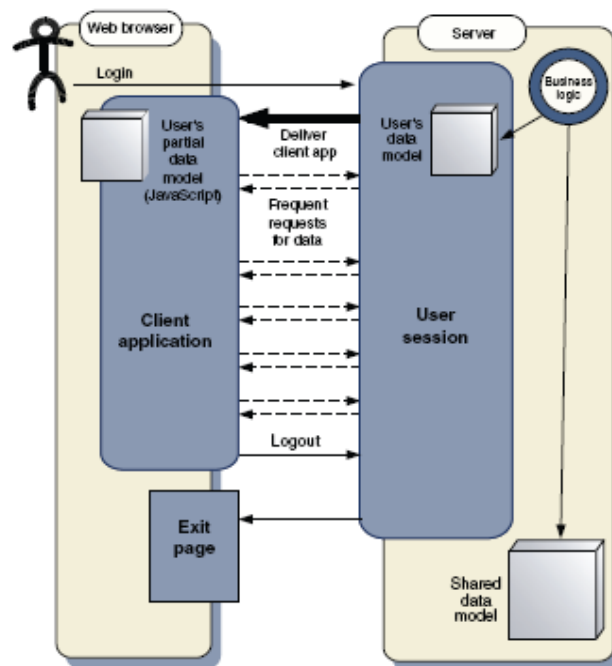 Web browser
Server
Login
Business
logic
User's
partial
data
model
(JavaScript)
Deliver
client app
User's
data
model
Frequent
requests
for data
Client
application
User
session
Logout
Exit
page
Shared
data
model